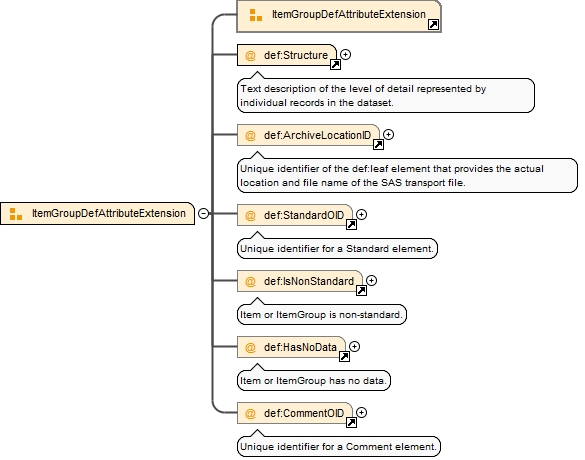 ItemGroupDefAttributeExtension
@ def:Structure
Text description of the level of detail represented by
individual records in the dataset.
@ def:ArchiveLocationID
Unique identifier of the def:leaf element that provides the actual
location and file name of the SAS transport file.
ItemGroupDefAttributeExtension
@ def:StandardOID
Unique identifier for a Standard element.
@ def:IsNonStandard
Item or ItemGroup is non-standard.
@ def:HasNoData
Item or ItemGroup has no data.
@ def:CommentOID
Unique identifier for a Comment element.